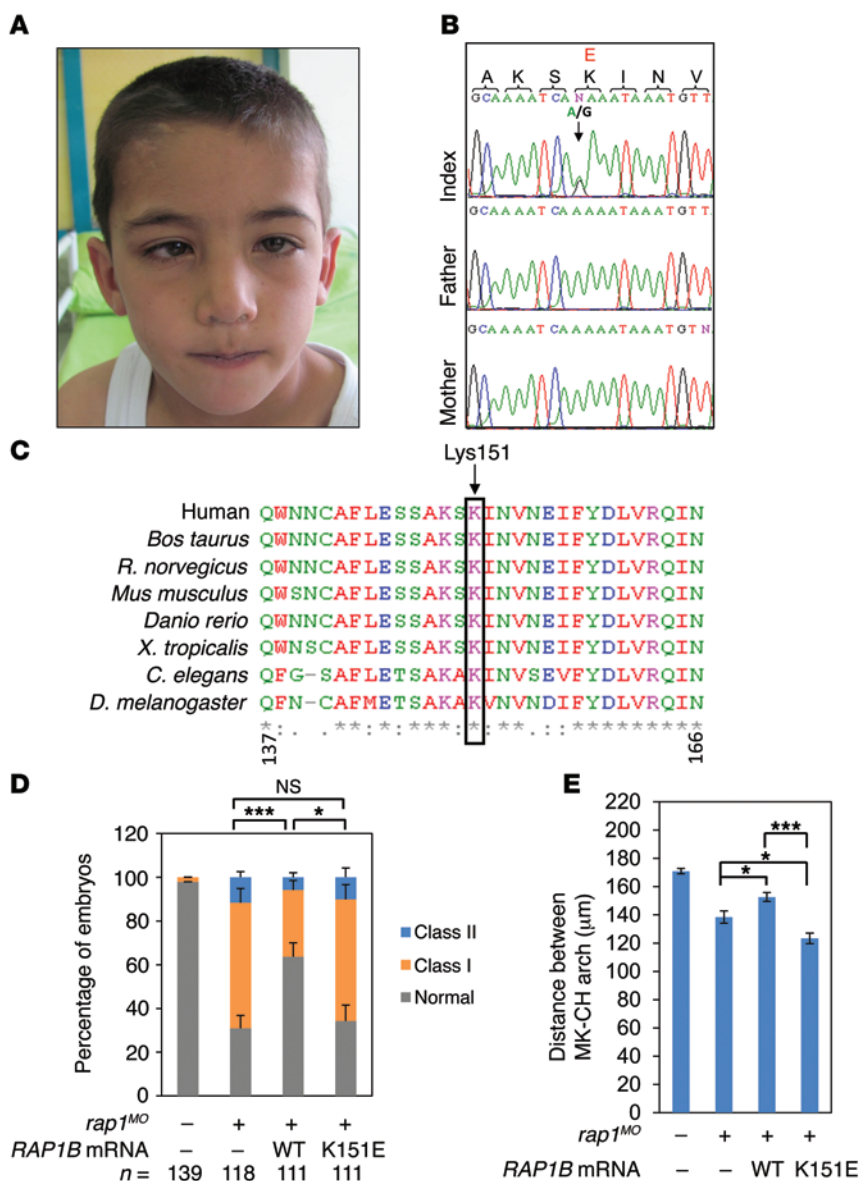 A
B
E
A K S K I N V
G C A A A A T C A N A A A T A A A T G T T
A/G
Index
G C A A A A T C A A A A A T A A A T G T T
Father
G C A A A A T C A A A A A T A A A T G T N
Mother
C
Lys151
Human QWNNCAFLESSAKSKINVNEIFYDLVRQIN
Bos taurus QWNNCAFLESSAKSKINVNEIFYDLVRQIN
R. norvegicus QWNNCAFLESSAKSKINVNEIFYDLVRQIN
Mus musculus QWSNCAFLESSAKSKINVNEIFYDLVRQIN
Danio rerio QWNNCAFLESSAKSKINVNEIFYDLVRQIN
X. tropicalis QWNSCAFLESSAKSKINVNEIFYDLVRQIN
C. elegans QFG-SAFLETSAKAKINVSEVFYDLVRQIN
D. melanogaster QFN-CAFMETSAKAKVNVNDIFYDLVRQIN
137
166
D
NS
*** *
Percentage of embryos
120
100
80
60
40
20
0
Class II
Class I
Normal
rap1MO – + + +
RAP1B mRNA – – WT K151E
n = 139 118 111 111
E
***
*
*
Distance between
MK-CH arch (µm)
220
200
180
160
140
120
100
80
60
40
20
0
rap1MO – + + +
RAP1B mRNA – – WT K151E